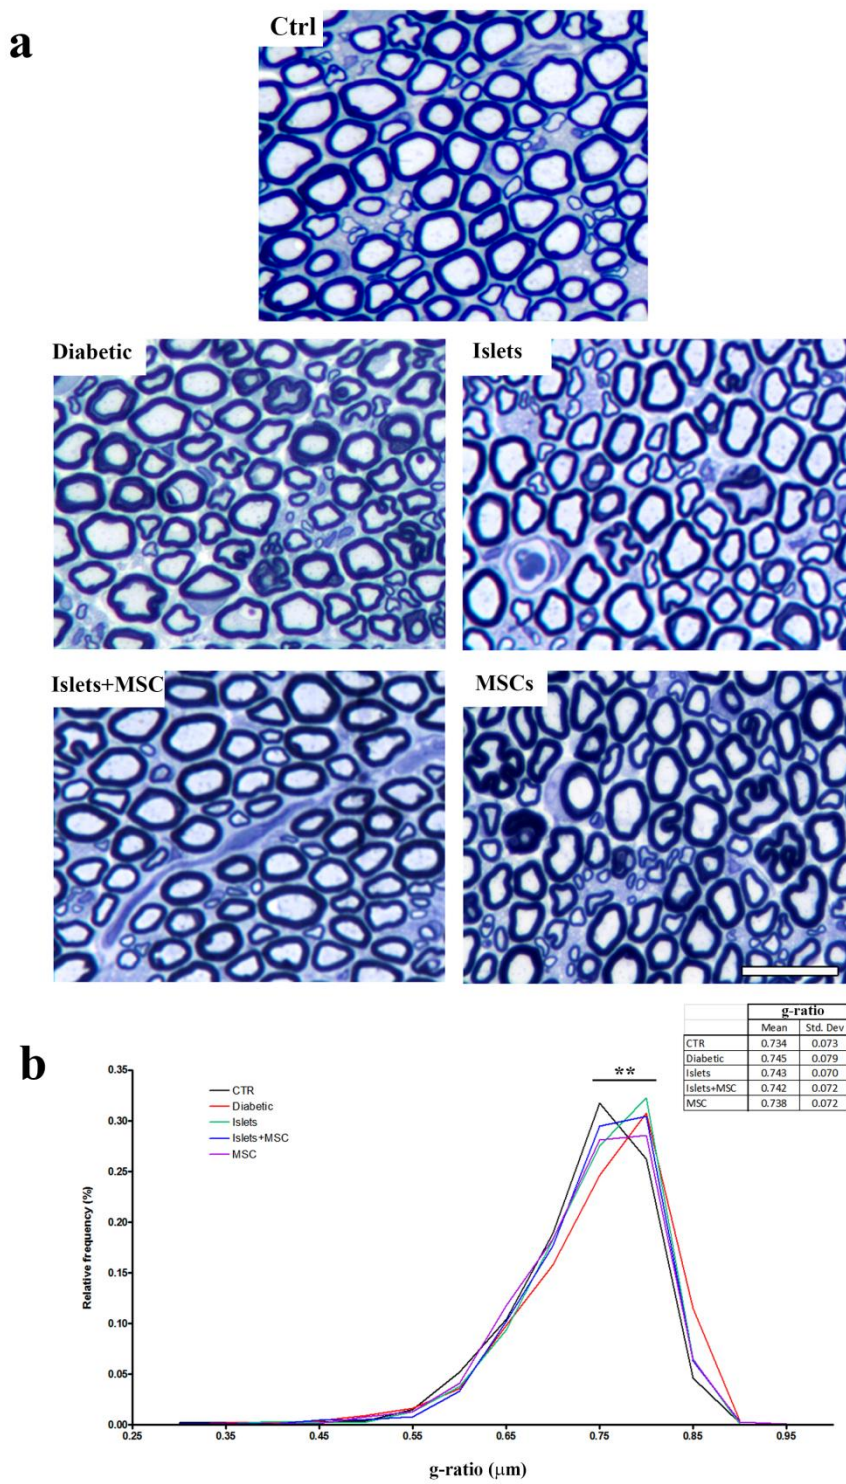 a
Ctrl
Diabetic
Islets
Islets+MSC
MSCs
b
g-ratio
Mean Std. Dev
CTR 0.734 0.073
Diabetic 0.745 0.079
Islets 0.743 0.070
Islets+MSC 0.742 0.072
MSC 0.738 0.072
**
CTR
Diabetic
Islets
Islets+MSC
MSC
Relative frequency (%)
0.35
0.30
0.25
0.20
0.15
0.10
0.05
0.00
0.25 0.35 0.45 0.55 0.65 0.75 0.85 0.95
g-ratio (μm)